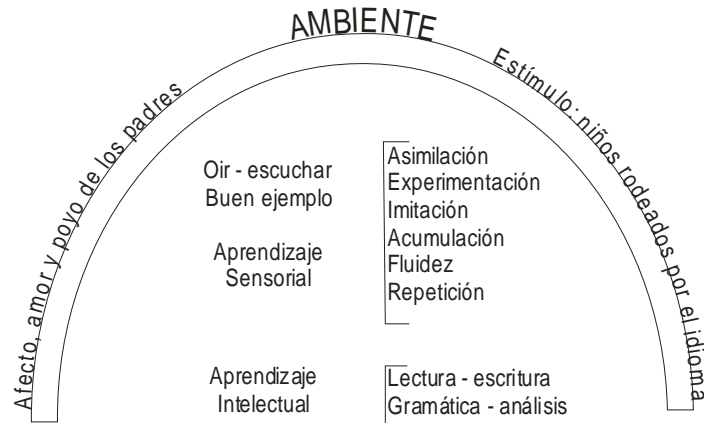 AMBIENTE
Afecto, amor y poyo de los padres
Estímulo: niños rodeados por el idioma
Oir - escuchar
Buen ejemplo
Aprendizaje
Sensorial
Asimilación
Experimentación
Imitación
Acumulación
Fluidez
Repetición
Aprendizaje
Intelectual
Lectura - escritura
Gramática - análisis